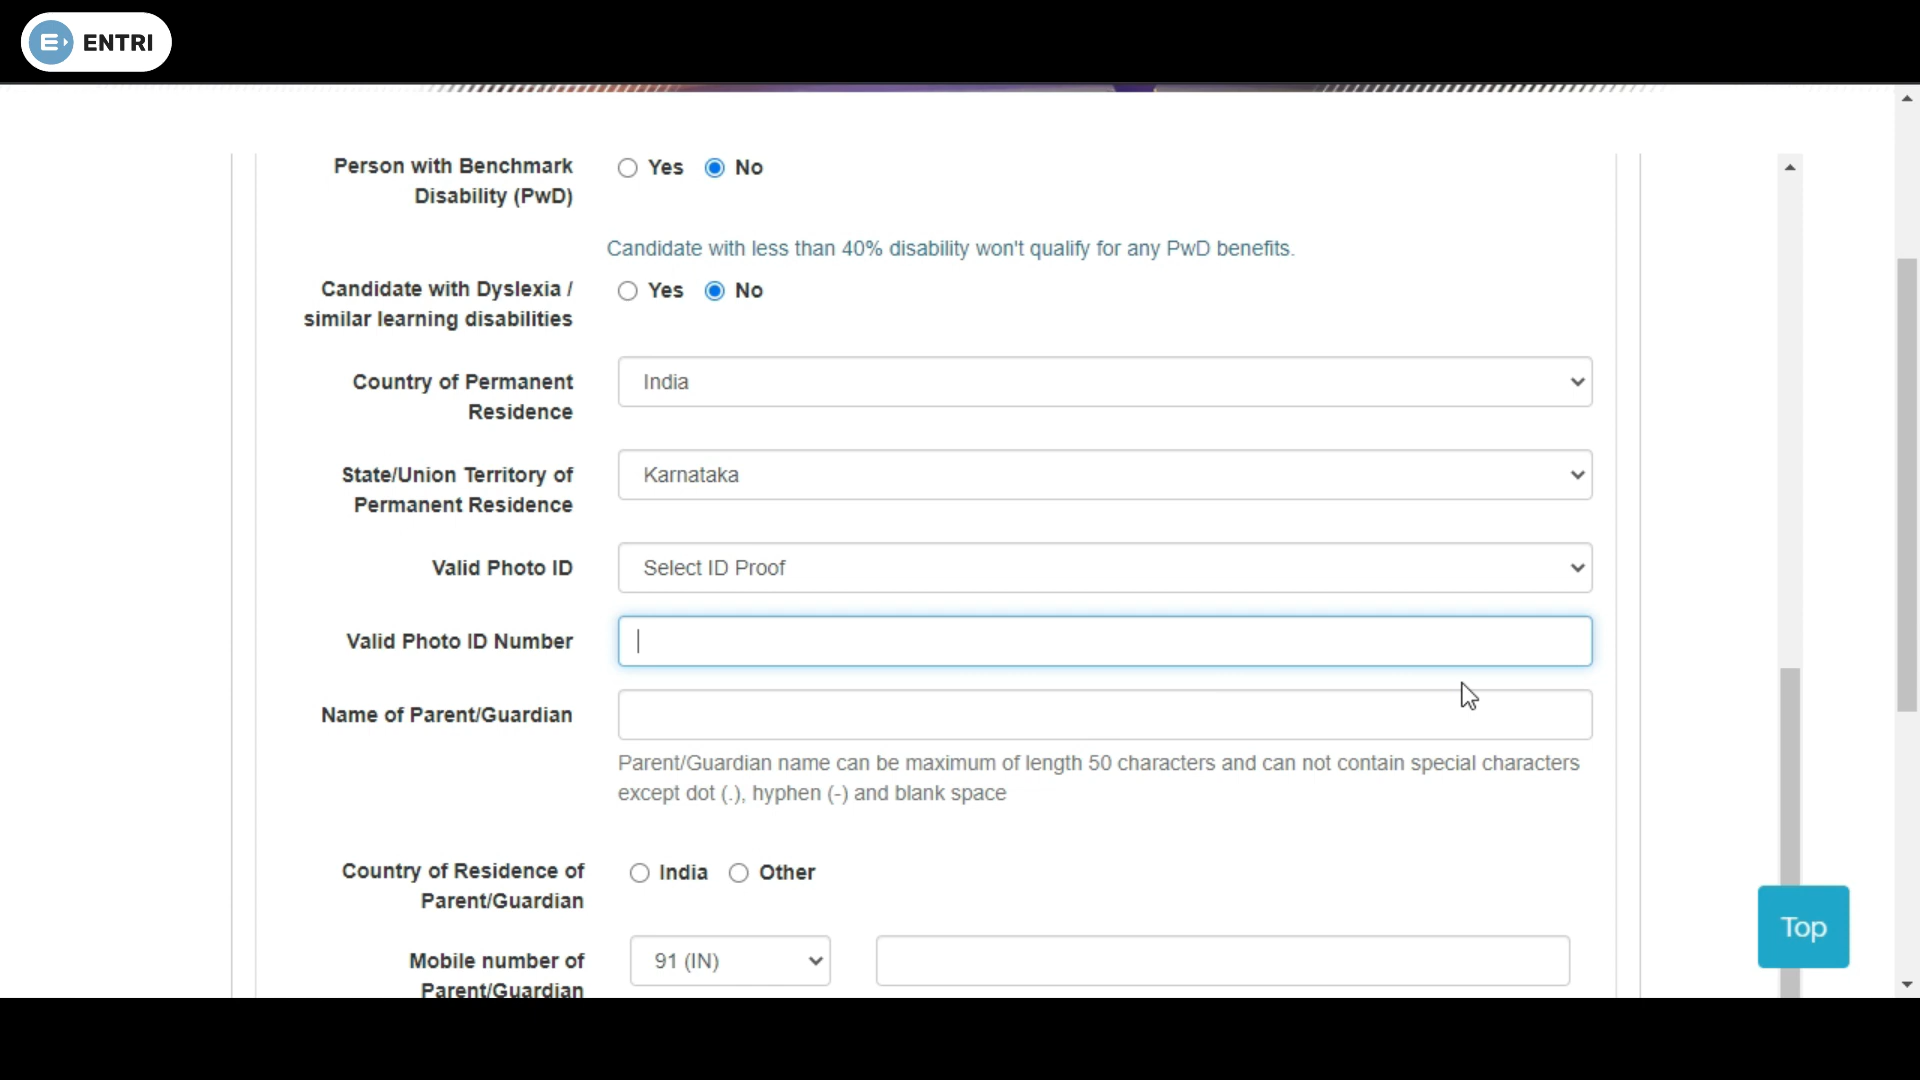 ENTRI
Person with Benchmark
Disability (PwD)
Yes No
Candidate with less than 40% disability won't qualify for any PwD benefits.
Candidate with Dyslexia /
similar learning disabilities
Yes No
Country of Permanent
Residence
India
State/Union Territory of
Permanent Residence
Karnataka
Valid Photo ID
Select ID Proof
Valid Photo ID Number
Name of Parent/Guardian
Parent/Guardian name can be maximum of length 50 characters and can not contain special characters
except dot (.), hyphen (-) and blank space
Country of Residence of
Parent/Guardian
India Other
Mobile number of
Parent/Guardian
91 (IN)
Top